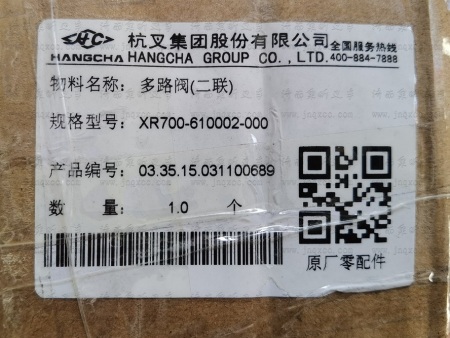 HC 杭叉集团股份有限公司 全国服务热线
HANGCHA HANGCHA GROUP CO., LTD. 400-884-7888
物料名称: 多路阀(二联)
规格型号: XR700-610002-000
产品编号: 03.35.15.031100689
数 量: 1.0 个
原厂零配件